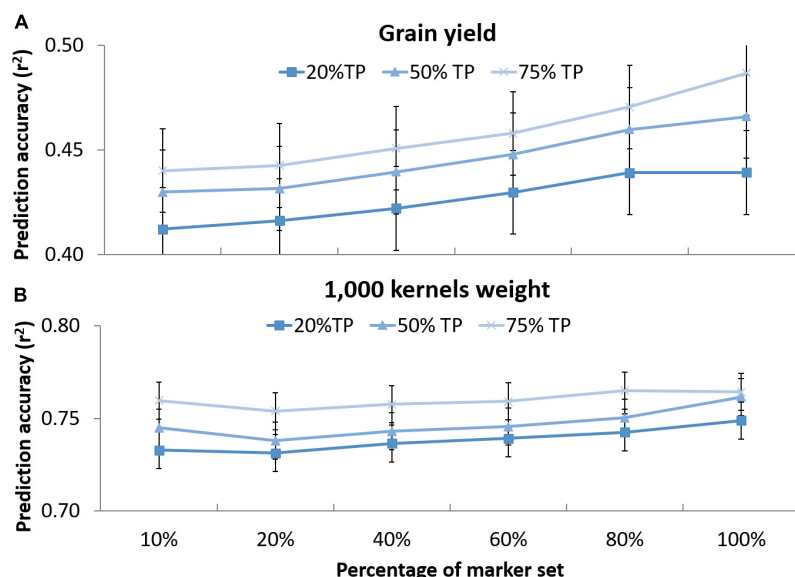 A
Grain yield
20%TP 50% TP 75% TP
0.50
0.45
0.40
Prediction accuracy (r²)
B
1,000 kernels weight
20%TP 50% TP 75% TP
0.80
0.75
0.70
Prediction accuracy (r²)
10% 20% 40% 60% 80% 100%
Percentage of marker set